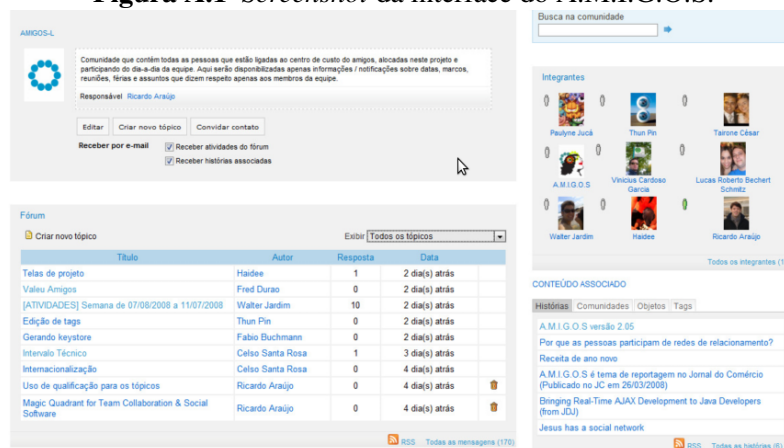 Figura A.1 Screenshot da interface do A.M.I.G.O.S.
AMIGOS-L
Comunidade que contém todas as pessoas que estão ligadas ao centro de custo do amigos, alocadas neste projeto e
participando do dia-a-dia da equipe. Aqui serão disponibilizadas apenas informações / notificações sobre datas, marcos,
reuniões, férias e assuntos que dizem respeito apenas aos membros da equipe.
Responsável Ricardo Araújo
Editar Criar novo tópico Convidar contato
Receber por e-mail Receber atividades do fórum
Receber histórias associadas
Fórum
Criar novo tópico Exibir Todos os tópicos
Título Autor Resposta Data
Telas de projeto Haidee 1 2 dia(s) atrás
Valeu Amigos Fred Durao 0 2 dia(s) atrás
[ATIVIDADES] Semana de 07/08/2008 a 11/07/2008 Walter Jardim 10 2 dia(s) atrás
Edição de tags Thun Pin 0 2 dia(s) atrás
Gerando keystore Fabio Buchmann 0 2 dia(s) atrás
Intervalo Técnico Celso Santa Rosa 1 3 dia(s) atrás
Internacionalização Celso Santa Rosa 0 4 dia(s) atrás
Uso de qualificação para os tópicos Ricardo Araújo 0 4 dia(s) atrás
Magic Quadrant for Team Collaboration & Social
Software Ricardo Araújo 0 4 dia(s) atrás
RSS Todas as mensagens (170)
Busca na comunidade
Integrantes
Paulyne Jucá Thun Pin Tairone César
A.M.I.G.O.S Vinicius Cardoso
Garcia Lucas Roberto Bechert
Schmitz
Walter Jardim Haidee Ricardo Araújo
Todos os integrantes (1
CONTEÚDO ASSOCIADO
Histórias Comunidades Objetos Tags
A.M.I.G.O.S versão 2.05
Por que as pessoas participam de redes de relacionamento?
Receita de ano novo
A.M.I.G.O.S é tema de reportagem no Jornal do Comércio
(Publicado no JC em 26/03/2008)
Bringing Real-Time AJAX Development to Java Developers
(from JDJ)
Jesus has a social network
RSS Todas as histórias (6)